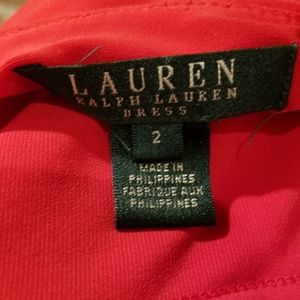 LAUREN
RALPH LAUREN
DRESS
2
MADE IN
PHILIPPINES
FABRIQUE AUX
PHILIPPINES